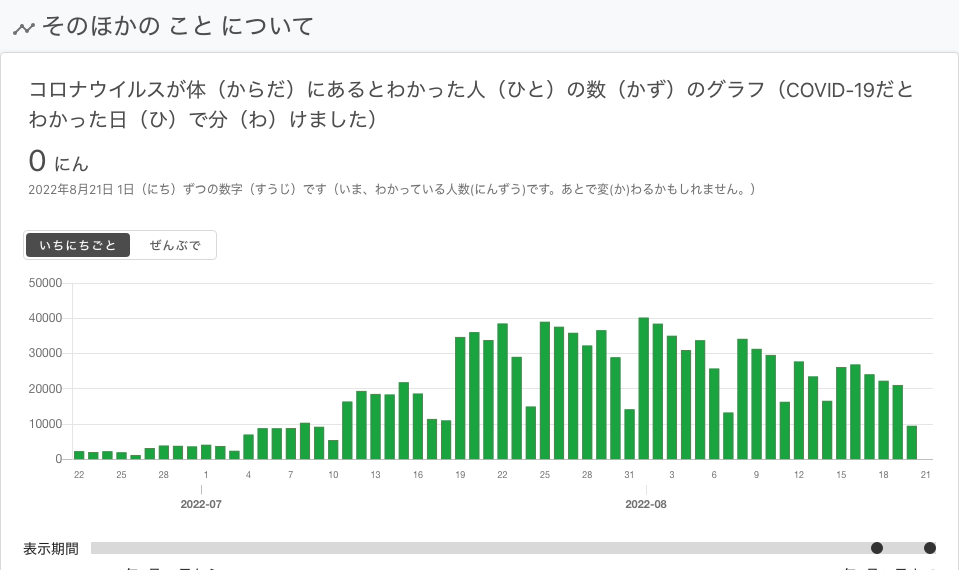 そのほかの こと について
コロナウイルスが体（からだ）にあるとわかった人（ひと）の数（かず）のグラフ（COVID-19だと
わかった日（ひ）で分（わ）けました）
0 にん
2022年8月21日 1日（にち）ずつの数字（すうじ）です（いま、わかっている人数(にんずう)です。あとで変(か)わるかもしれません。）
いちにちごと ぜんぶで
50000
40000
30000
20000
10000
0
22 25 28 1 4 7 10 13 16 19 22 25 28 31 3 6 9 12 15 18 21
2022-07 2022-08
表示期間